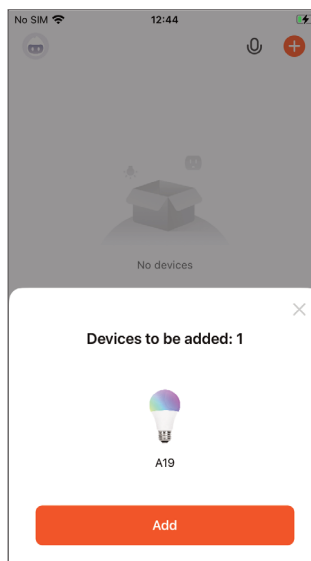 No SIM 12:44
No devices
Devices to be added: 1
A19
Add